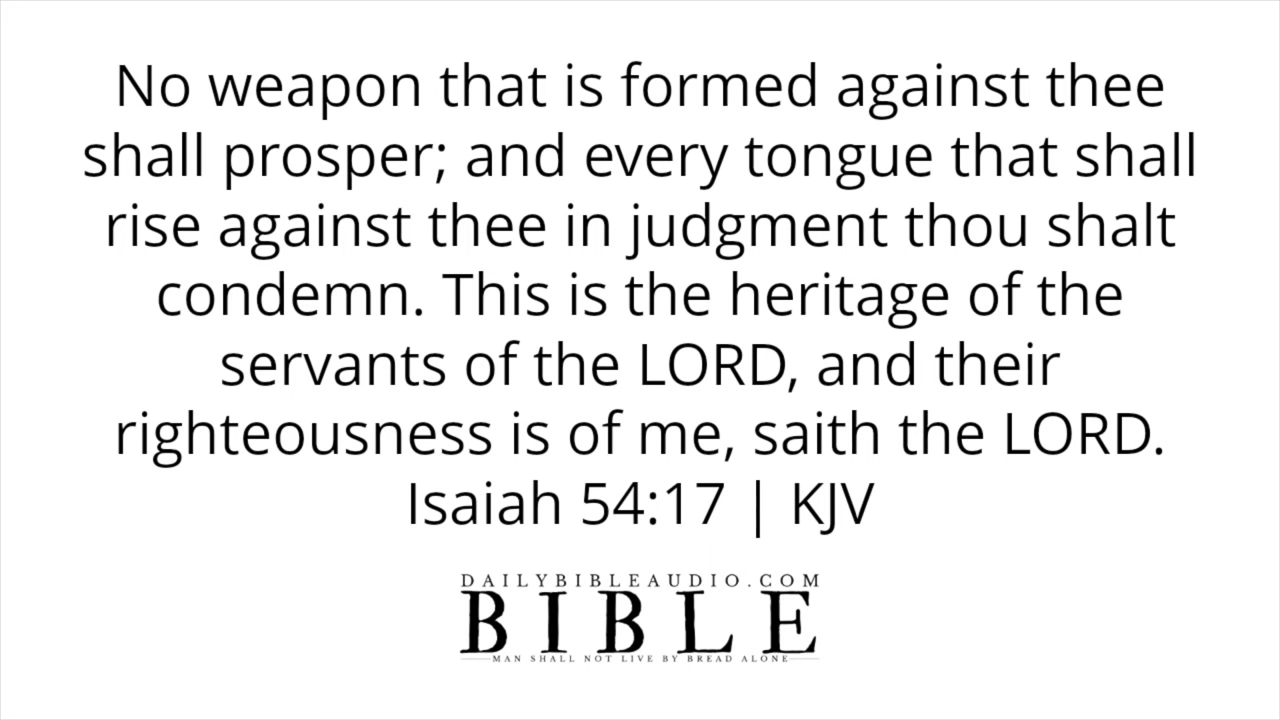 No weapon that is formed against thee
shall prosper; and every tongue that shall
rise against thee in judgment thou shalt
condemn. This is the heritage of the
servants of the LORD, and their
righteousness is of me, saith the LORD.
Isaiah 54:17 | KJV
DAILYBIBLEAUDIO.COM
BIBLE
MAN SHALL NOT LIVE BY BREAD ALONE